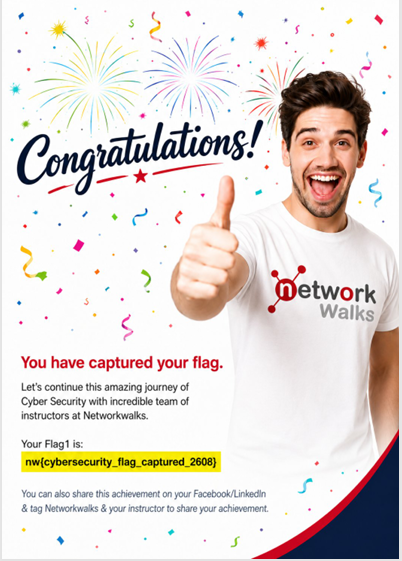 Congratulations!
network
Walks
You have captured your flag.
Let's continue this amazing journey of
Cyber Security with incredible team of
instructors at Networkwalks.
Your Flag1 is:
nw{cybersecurity_flag_captured_2608}
You can also share this achievement on your Facebook/LinkedIn
& tag Networkwalks & your instructor to share your achievement.